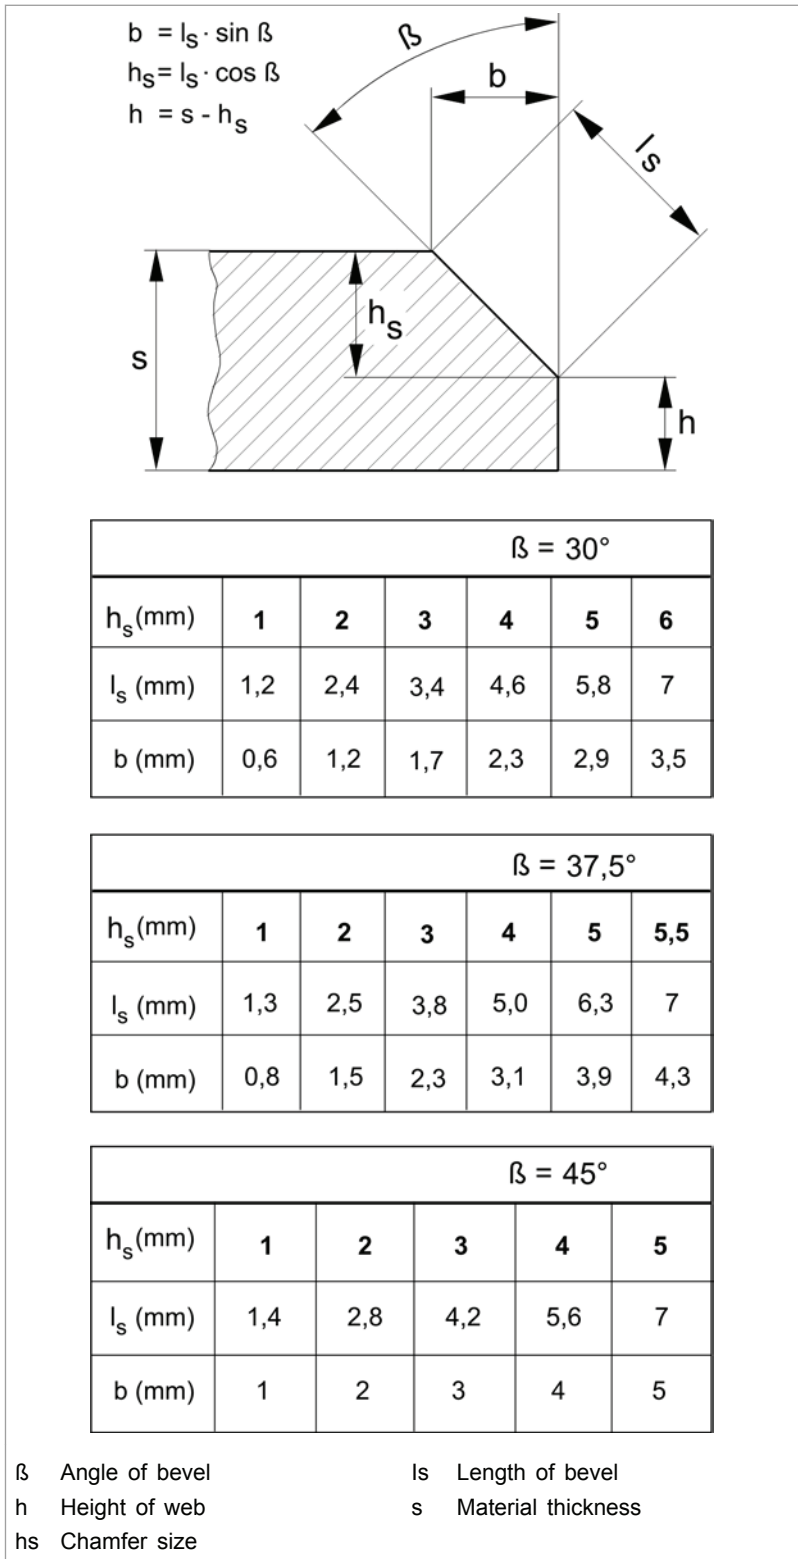 b = ls · sin ß
hs= ls · cos ß
h = s - hs
ß
b
ls
hs
s
h
ß = 30°
hs(mm) 1 2 3 4 5 6
ls (mm) 1,2 2,4 3,4 4,6 5,8 7
b (mm) 0,6 1,2 1,7 2,3 2,9 3,5
ß = 37,5°
hs(mm) 1 2 3 4 5 5,5
ls (mm) 1,3 2,5 3,8 5,0 6,3 7
b (mm) 0,8 1,5 2,3 3,1 3,9 4,3
ß = 45°
hs(mm) 1 2 3 4 5
ls (mm) 1,4 2,8 4,2 5,6 7
b (mm) 1 2 3 4 5
ß Angle of bevel ls Length of bevel
h Height of web s Material thickness
hs Chamfer size